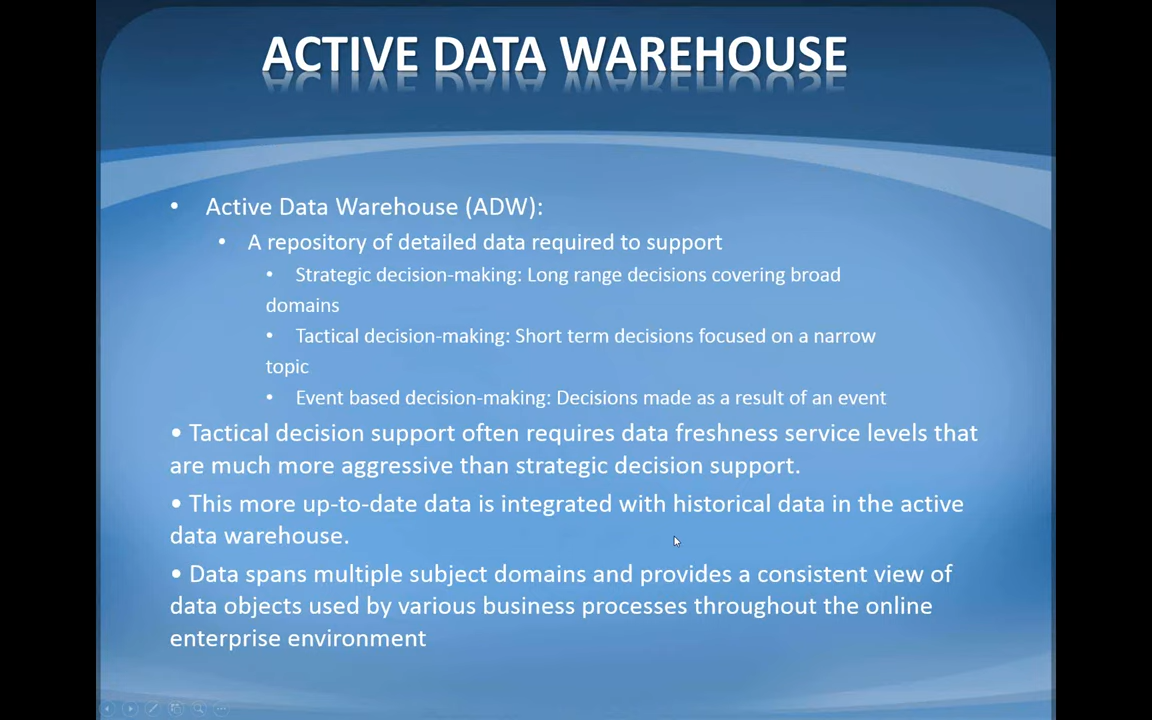 ACTIVE DATA WAREHOUSE
• Active Data Warehouse (ADW):
• A repository of detailed data required to support
• Strategic decision-making: Long range decisions covering broad
domains
• Tactical decision-making: Short term decisions focused on a narrow
topic
• Event based decision-making: Decisions made as a result of an event
• Tactical decision support often requires data freshness service levels that
are much more aggressive than strategic decision support.
• This more up-to-date data is integrated with historical data in the active
data warehouse.
• Data spans multiple subject domains and provides a consistent view of
data objects used by various business processes throughout the online
enterprise environment